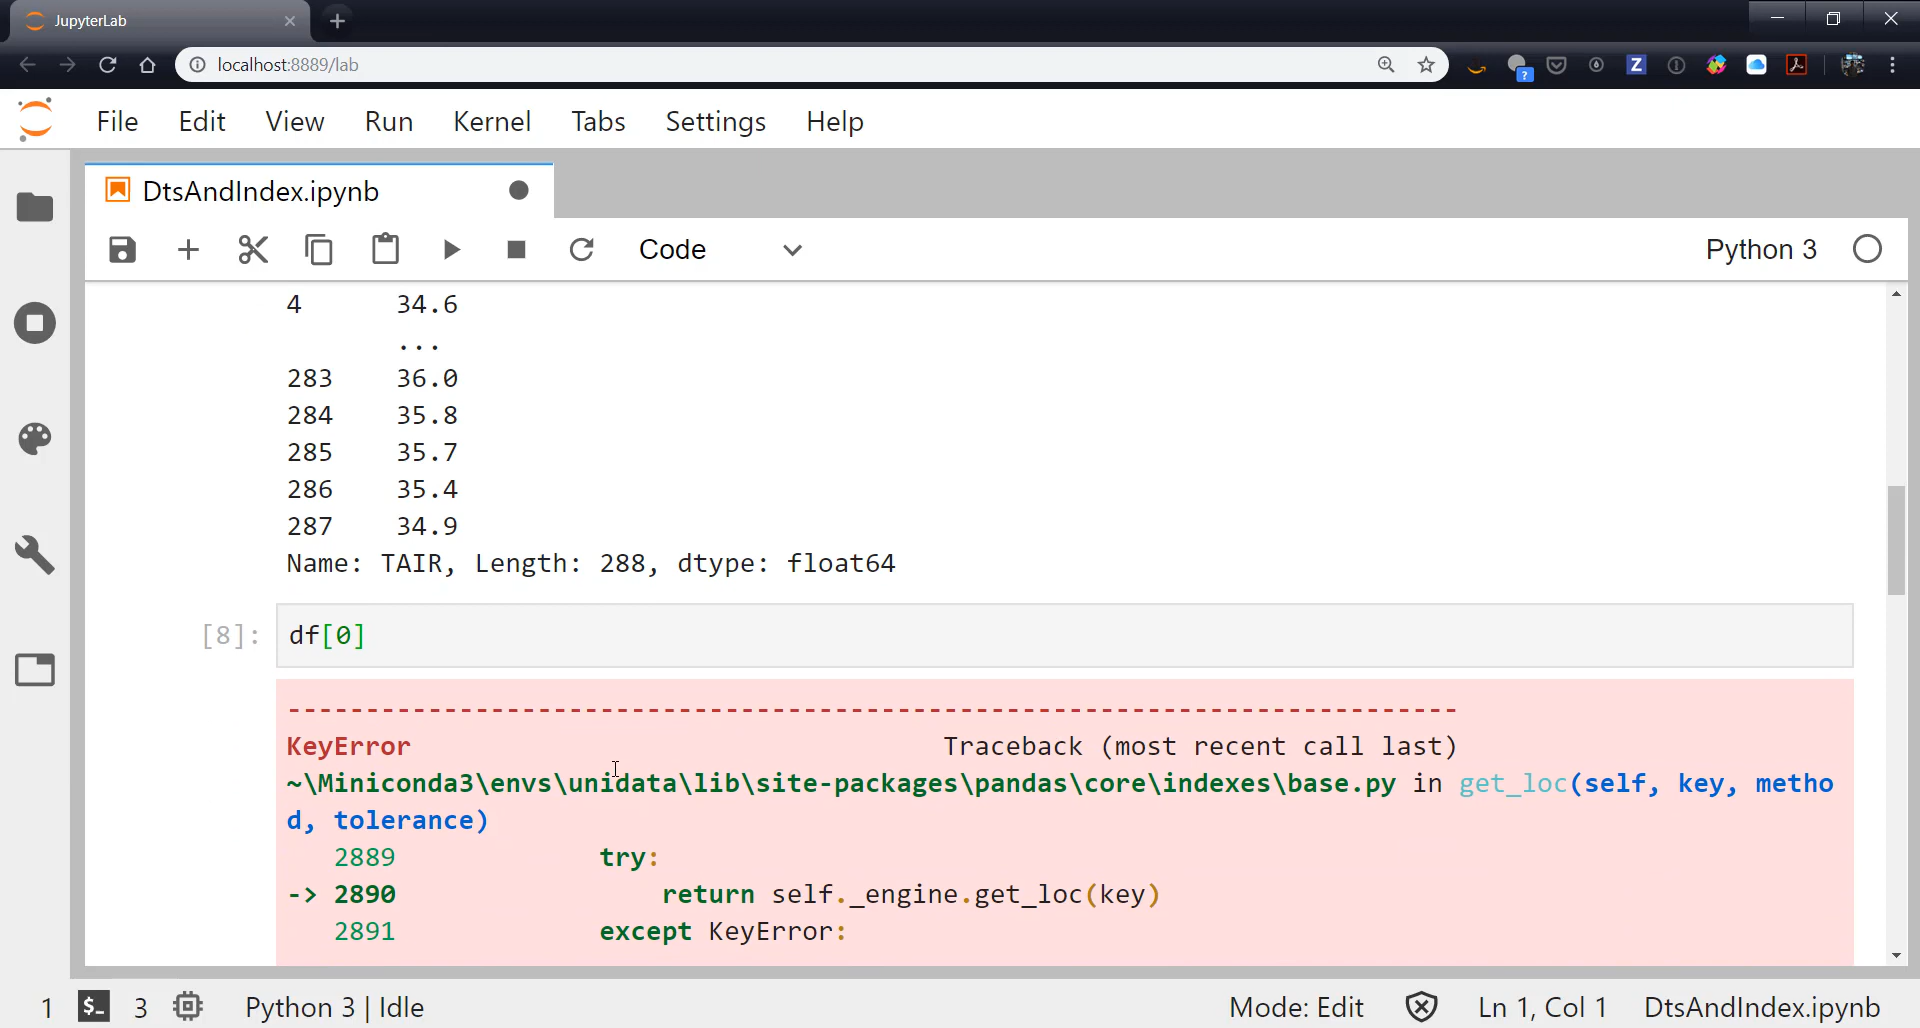 JupyterLab
localhost:8889/lab
File Edit View Run Kernel Tabs Settings Help
DtsAndIndex.ipynb
Code
Python 3
4 34.6
...
283 36.0
284 35.8
285 35.7
286 35.4
287 34.9
Name: TAIR, Length: 288, dtype: float64
[8]: df[0]
---------------------------------------------------------------------------
KeyError Traceback (most recent call last)
~\Miniconda3\envs\unidata\lib\site-packages\pandas\core\indexes\base.py in get_loc(self, key, metho
d, tolerance)
2889 try:
-> 2890 return self._engine.get_loc(key)
2891 except KeyError:
1 $_ 3 Python 3 | Idle Mode: Edit Ln 1, Col 1 DtsAndIndex.ipynb